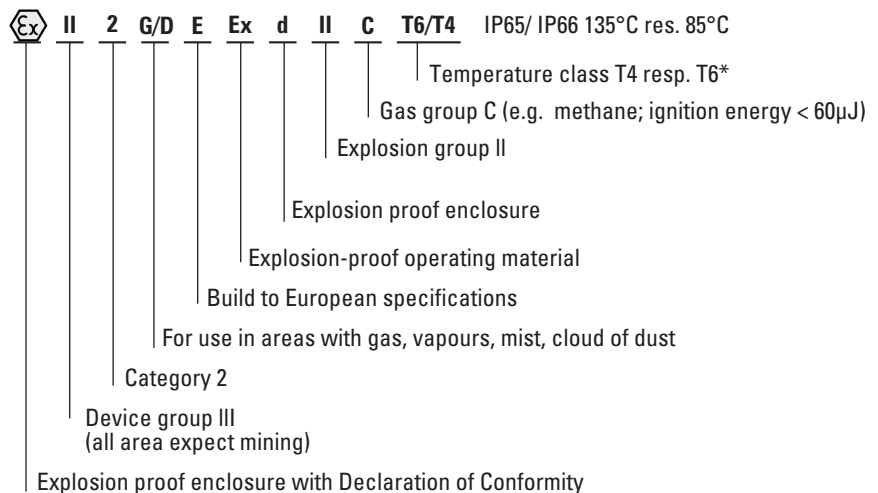 Ex II 2 G/D E Ex d II C T6/T4 IP65/ IP66 135°C res. 85°C
Temperature class T4 resp. T6*
Gas group C (e.g. methane; ignition energy < 60µJ)
Explosion group II
Explosion proof enclosure
Explosion-proof operating material
Build to European specifications
For use in areas with gas, vapours, mist, cloud of dust
Category 2
Device group III
(all area expect mining)
Explosion proof enclosure with Declaration of Conformity